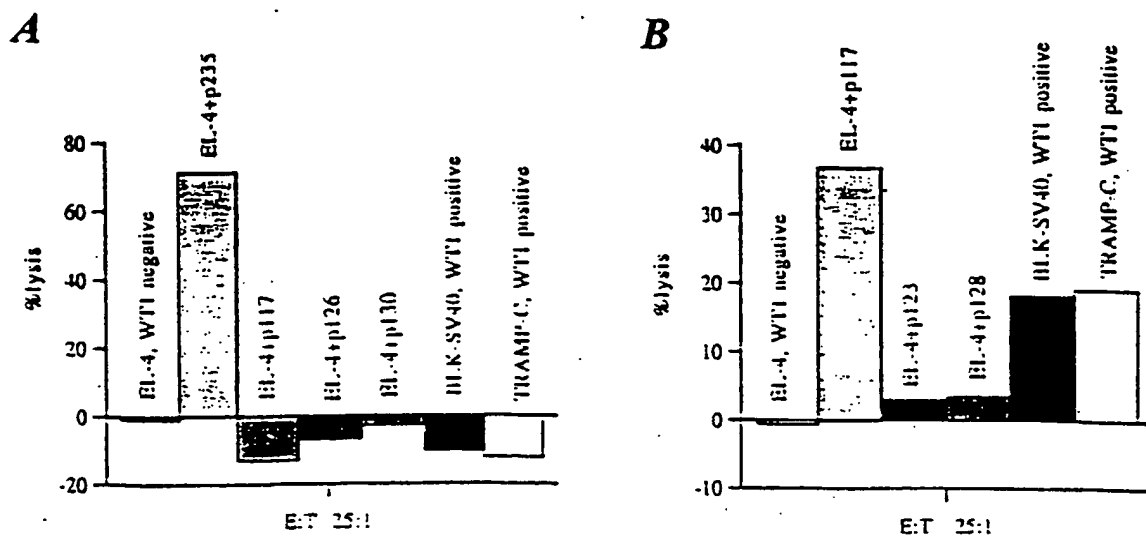 A
%lysis
80
60
40
20
0
-20
EL-4, WT1 negative
EL-4+p235
EL-4+p117
EL-4+p126
EL-4+p130
BLK-SV40, WT1 positive
TRAMP-C, WT1 positive
E:T 25:1
B
%lysis
40
30
20
10
0
-10
EL-4, WT1 negative
EL-4+p117
EL-4+p123
EL-4+p128
BLK-SV40, WT1 positive
TRAMP-C, WT1 positive
E:T 25:1